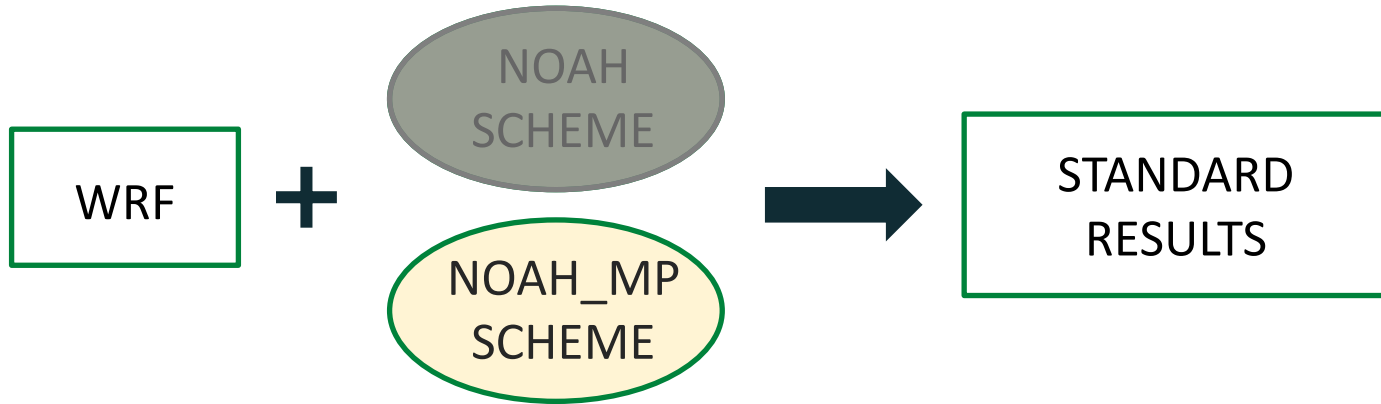 WRF
+
NOAH
SCHEME
NOAH_MP
SCHEME
STANDARD
RESULTS